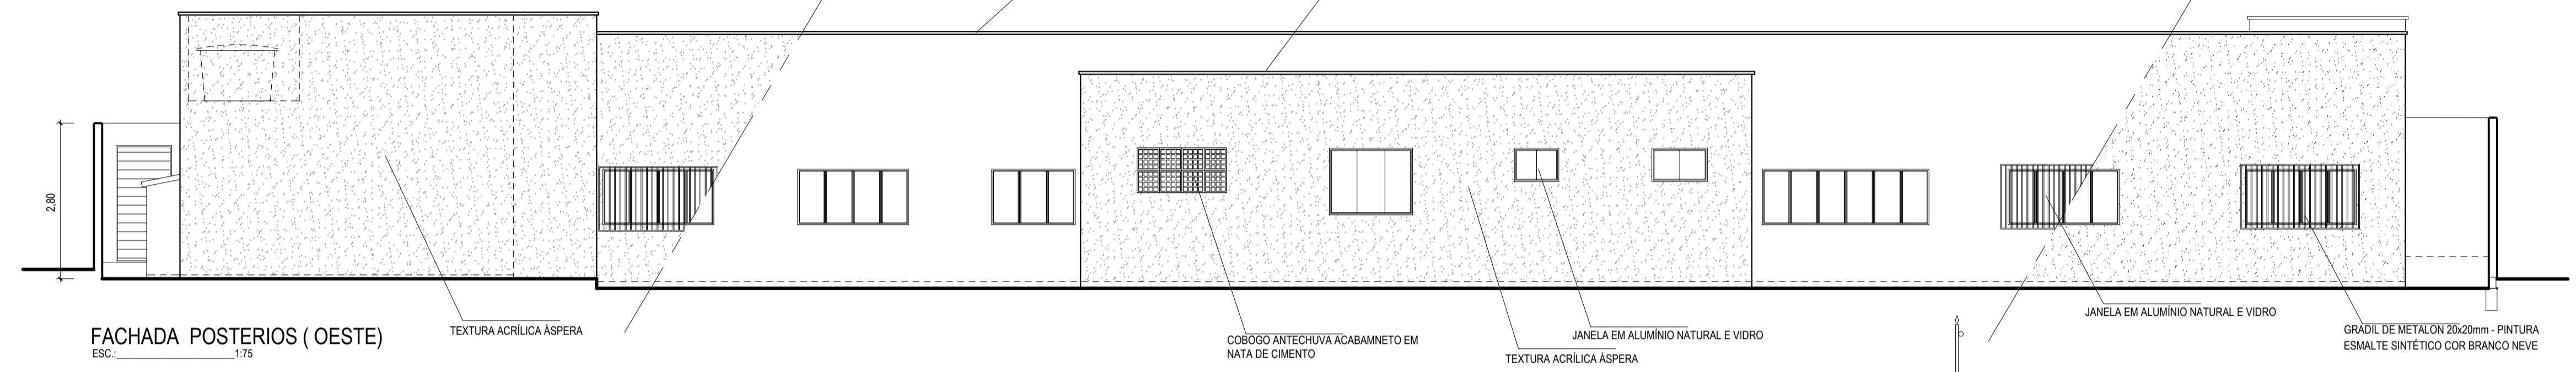 2,80
FACHADA POSTERIOS ( OESTE)
ESC.: 1:75
TEXTURA ACRÍLICA ÁSPERA
COBOGO ANTECHUVA ACABAMNETO EM
NATA DE CIMENTO
JANELA EM ALUMÍNIO NATURAL E VIDRO
TEXTURA ACRÍLICA ÁSPERA
JANELA EM ALUMÍNIO NATURAL E VIDRO
GRADIL DE METALON 20x20mm - PINTURA
ESMALTE SINTÉTICO COR BRANCO NEVE